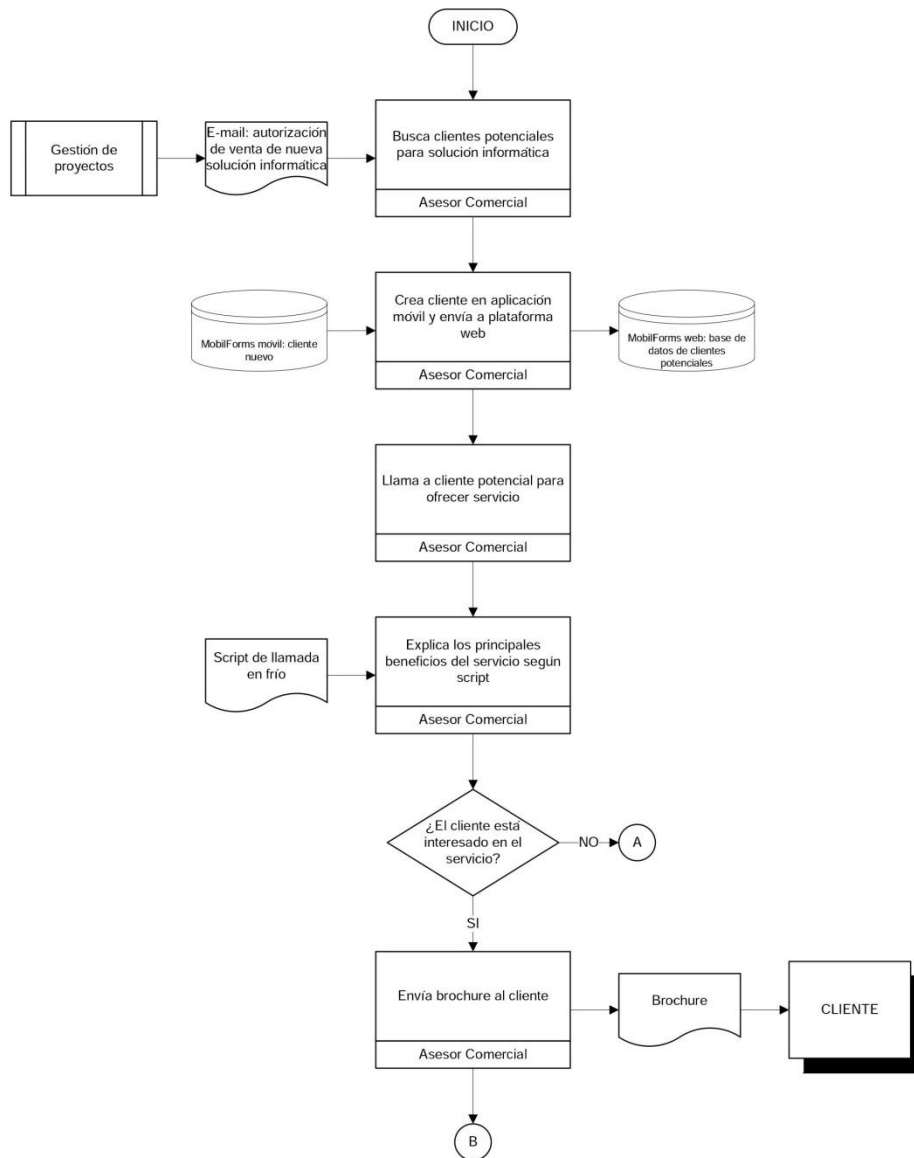 INICIO
Gestión de
proyectos
E-mail: autorización
de venta de nueva
solución informática
Busca clientes potenciales
para solución informática
Asesor Comercial
MobilForms móvil: cliente
nuevo
Crea cliente en aplicación
móvil y envía a plataforma
web
Asesor Comercial
MobilForms web: base de
datos de clientes
potenciales
Llama a cliente potencial para
ofrecer servicio
Asesor Comercial
Script de llamada
en frío
Explica los principales
beneficios del servicio según
script
Asesor Comercial
¿El cliente está
interesado en el
servicio?
NO
A
SI
Envía brochure al cliente
Asesor Comercial
Brochure
CLIENTE
B